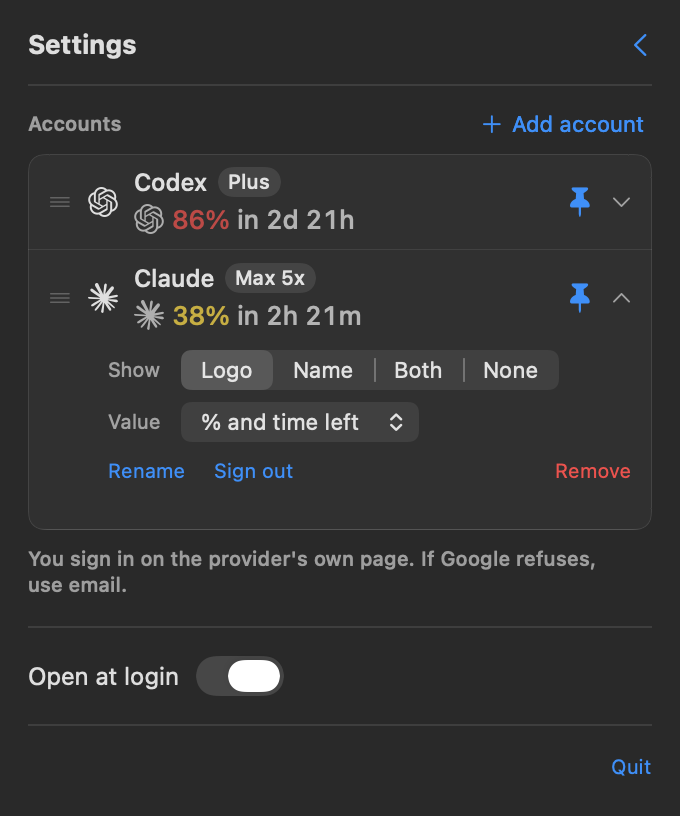 Settings
Accounts
+ Add account
Codex Plus
86% in 2d 21h
Claude Max 5x
38% in 2h 21m
Show Logo Name Both None
Value % and time left
Rename Sign out Remove
You sign in on the provider's own page. If Google refuses,
use email.
Open at login
Quit